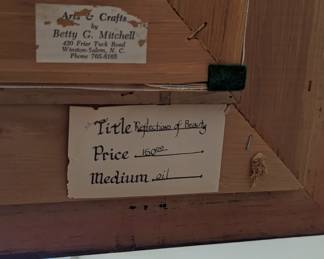 Arts & Crafts
by
Betty G. Mitchell
420 Friar Tuck Road
Winston-Salem, N. C.
Phone 765-6165
Title Reflections of Beauty
Price 150.00
Medium oil